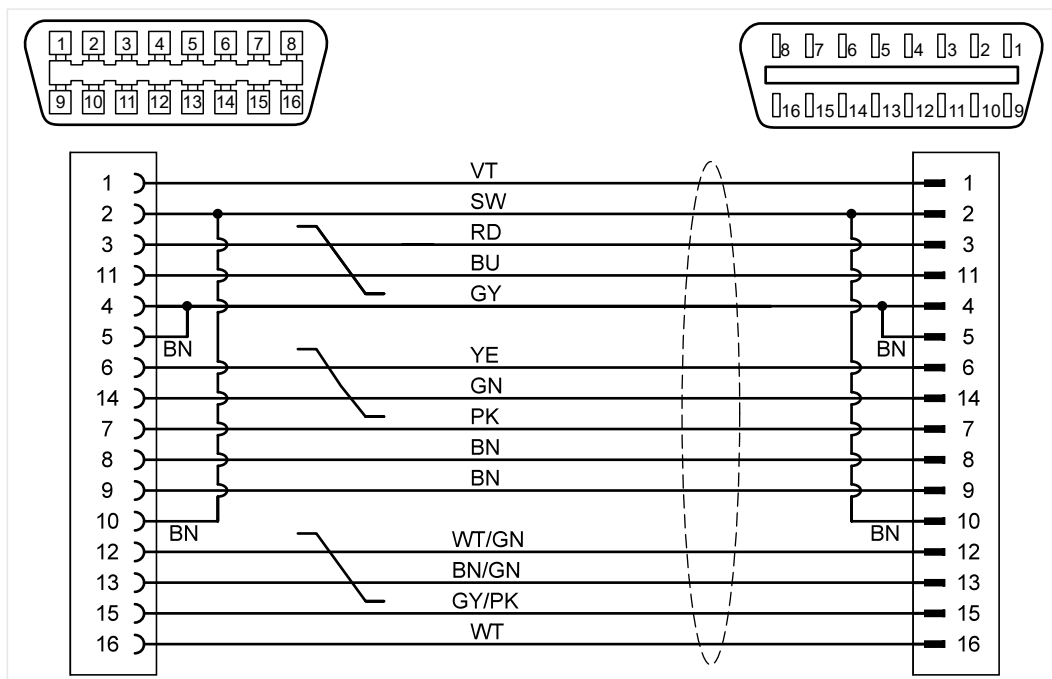 1 2 3 4 5 6 7 8
9 10 11 12 13 14 15 16
8 7 6 5 4 3 2 1
16 15 14 13 12 11 10 9
1 VT 1
2 SW 2
3 RD 3
11 BU 11
4 GY 4
5 BN BN 5
6 YE 6
14 GN 14
7 PK 7
8 BN 8
9 BN 9
10 BN BN 10
12 WT/GN 12
13 BN/GN 13
15 GY/PK 15
16 WT 16